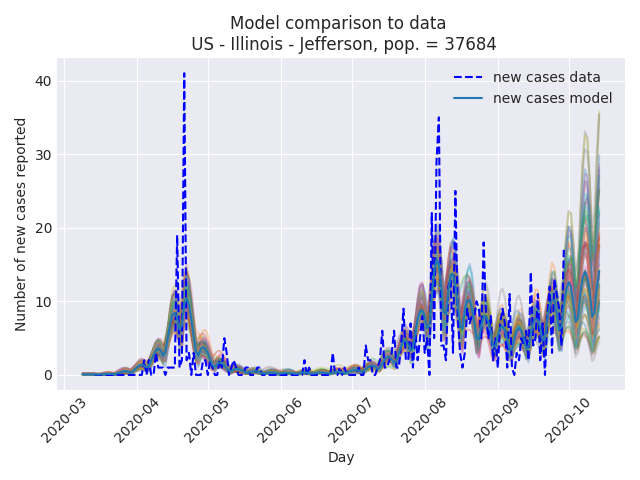 Model comparison to data
US - Illinois - Jefferson, pop. = 37684
new cases data
new cases model
Number of new cases reported
40
30
20
10
0
2020-03
2020-04
2020-05
2020-06
2020-07
2020-08
2020-09
2020-10
Day